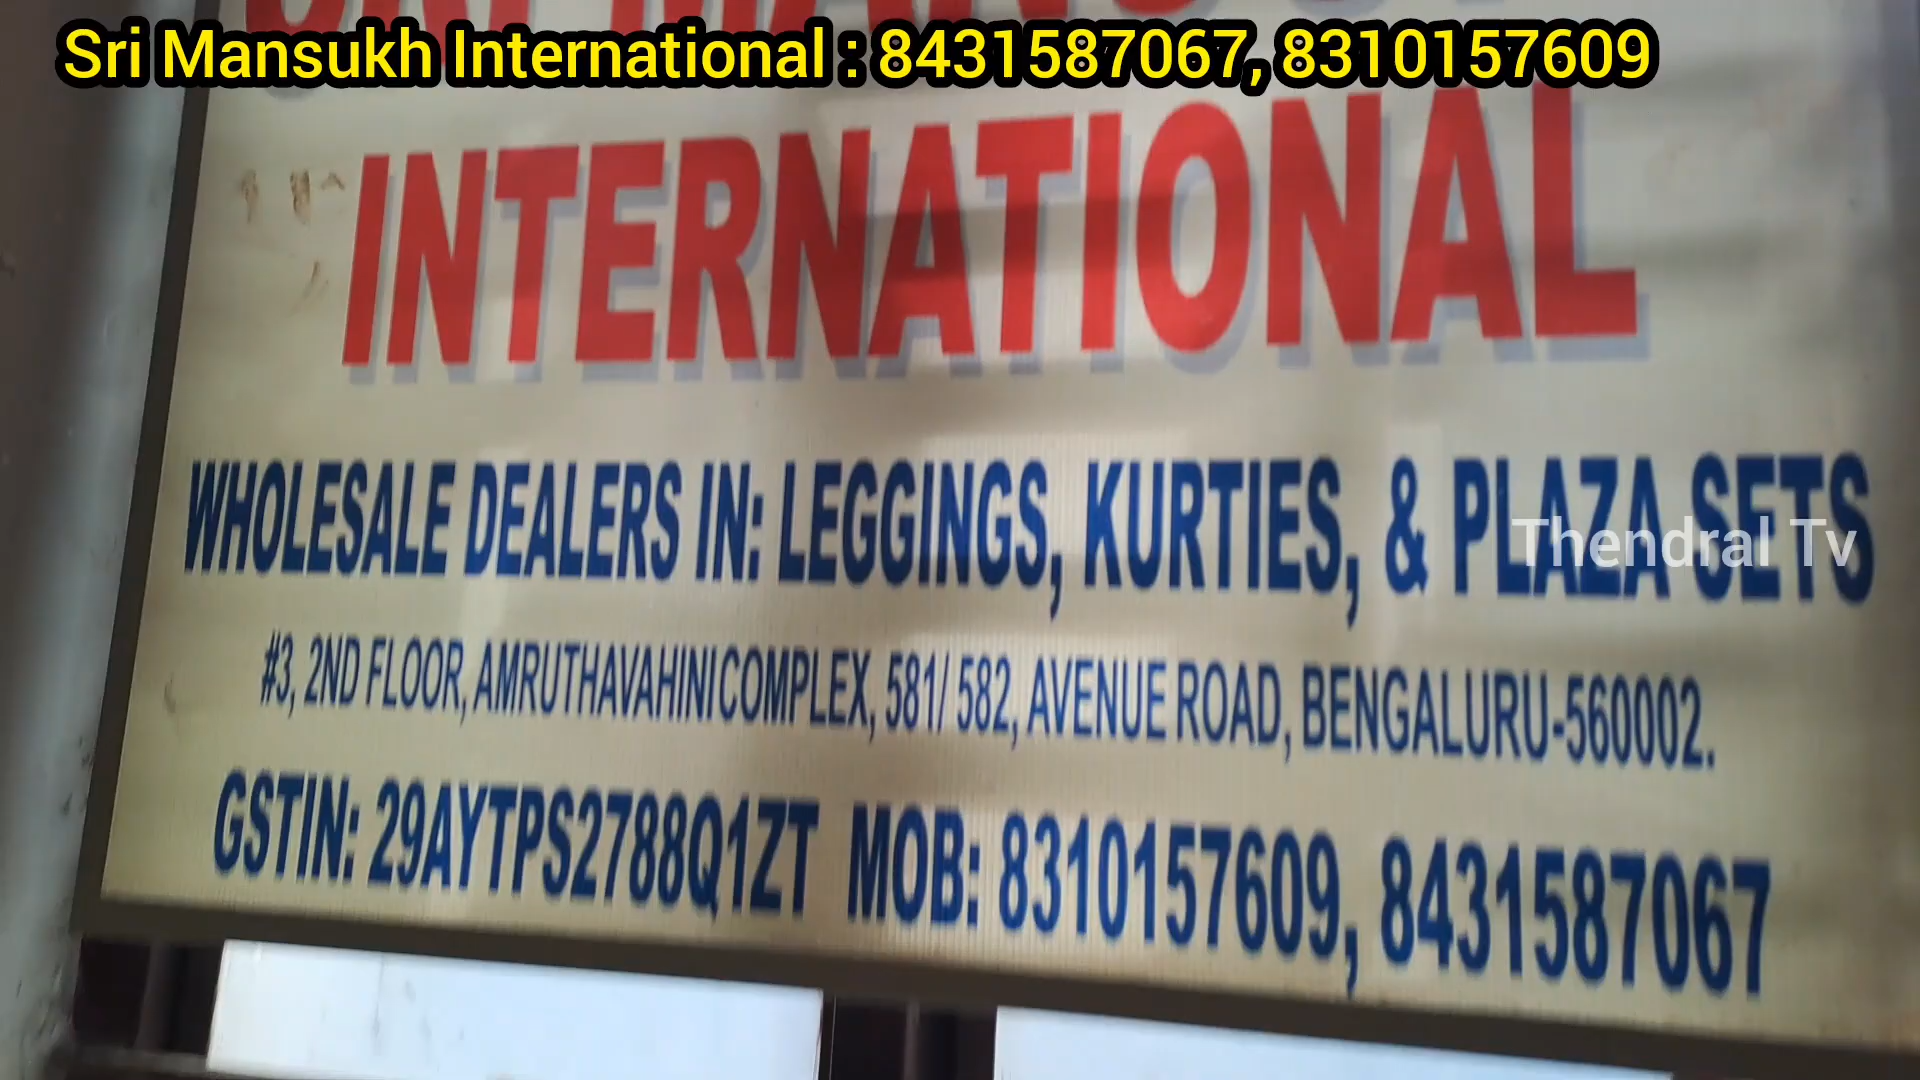 Sri Mansukh International : 8431587067, 8310157609
INTERNATIONAL
WHOLESALE DEALERS IN: LEGGINGS, KURTIES, & PLAZA SETS
Thendral Tv
#3, 2ND FLOOR, AMRUTHAVAHINI COMPLEX, 581/ 582, AVENUE ROAD, BENGALURU-560002.
GSTIN: 29AYTPS2788Q1ZT MOB: 8310157609, 8431587067